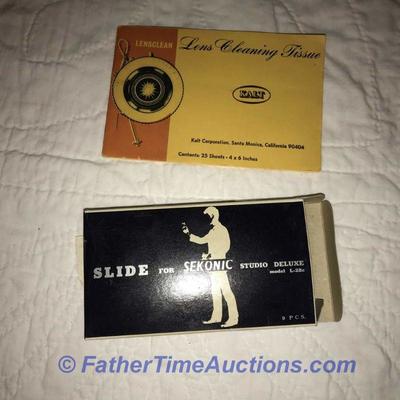 LENSCLEAN
Lens Cleaning Tissue
KALT
Kalt Corporation, Santa Monica, California 90404
Contents: 25 Sheets - 4 x 6 Inches
SLIDE FOR SEKONIC STUDIO DELUXE
model L-28c
9 PCS.
© FatherTimeAuctions.com